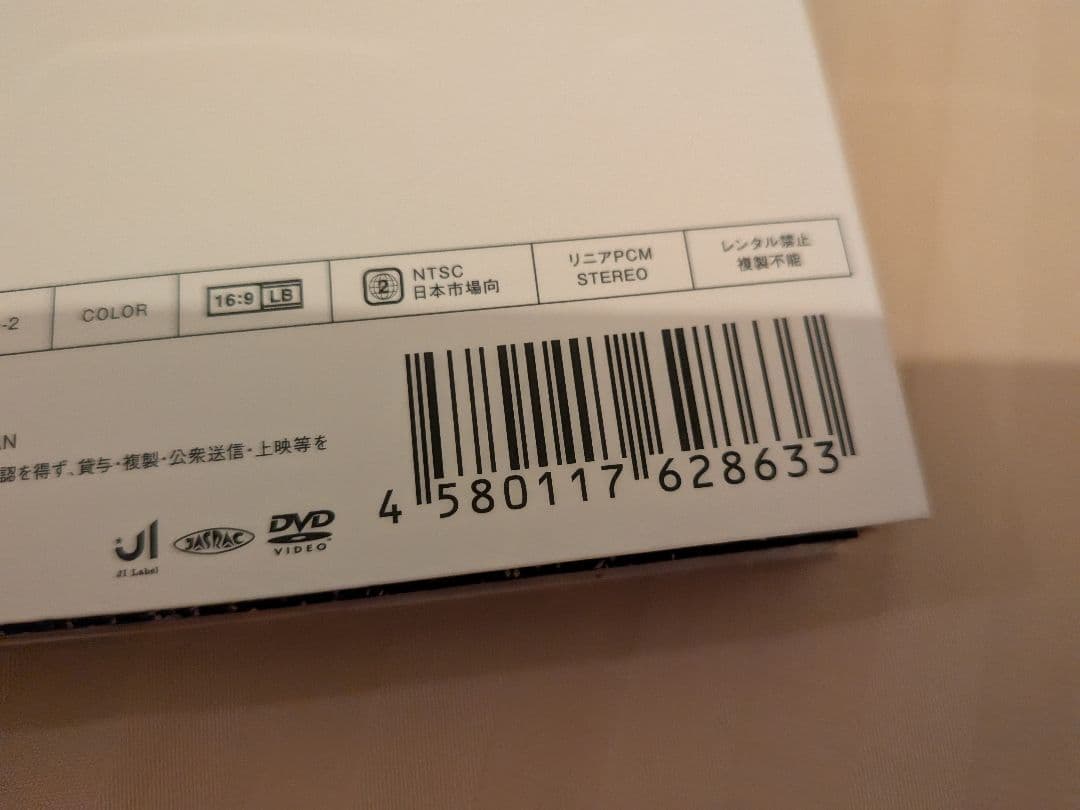 -2
COLOR
16:9 LB
2
NTSC
日本市場向
リニアPCM
STEREO
レンタル禁止
複製不能
AN
認を得ず、貸与・複製・公衆送信・上映等を
JI
JI Label
JASRAC
DVD
VIDEO
4 580117 628633